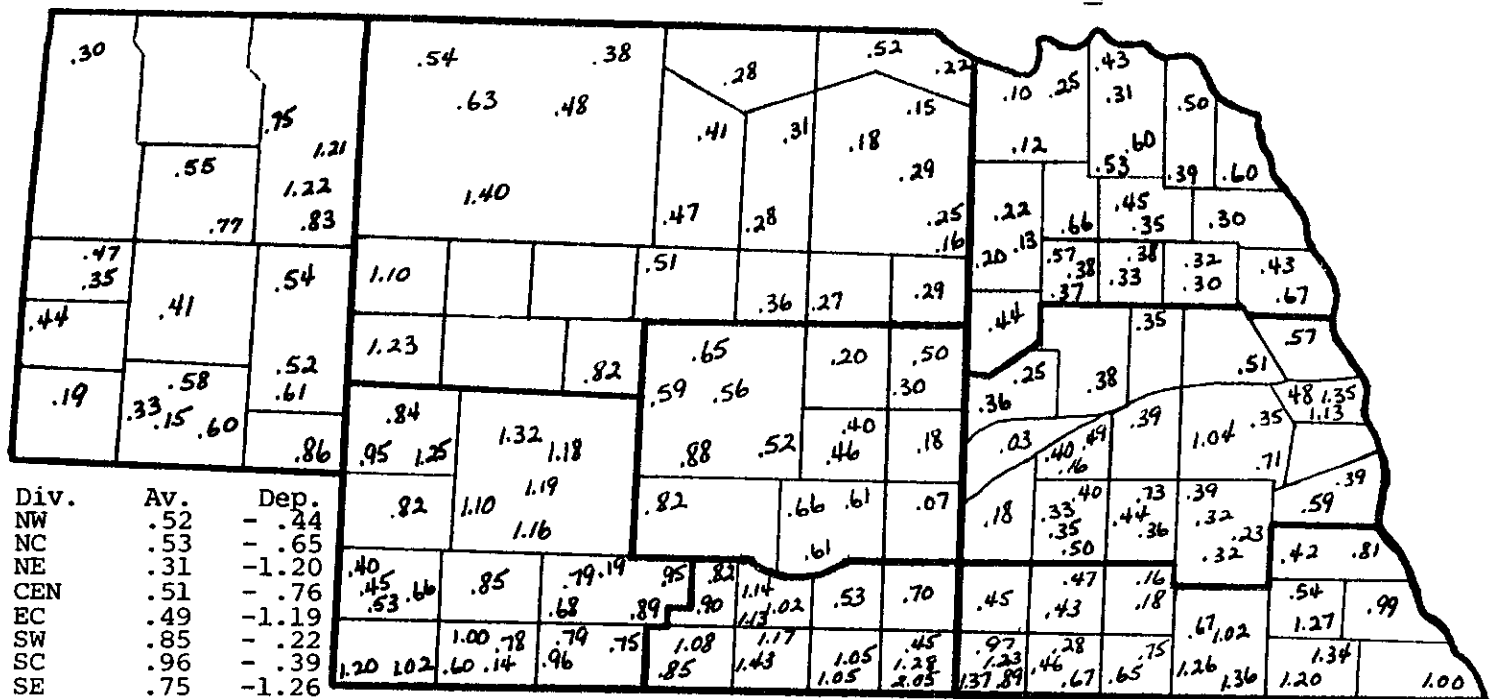 .30 .54 .38 .28 .52 .22 .10 .25 .43
.63 .48 .31 .50
.75 .41 .31 .18 .15 .60
1.21 .12 .53 .39 .60
.55 1.22 1.40 .29
.77 .83 .47 .28 .25 .22 .66 .45 .35 .30
.16 .20 .13
.47 .54 1.10 .51 .57 .38 .38 .32 .43
.35 .41 .36 .27 .29 .37 .33 .30 .67
.44 .44 .35 .57
.52 1.23 .82 .65 .20 .50 .25 .38 .51
.19 .58 .61 .59 .56 .30 .36 .48 1.35
.33 .15 .60 .84 .40 .03 .39 .35 1.13
.86 .95 1.25 1.32 1.18 .88 .52 .46 .18 .40 .49 .16 1.04 .71
.39
.82 1.10 1.19 .82 .66 .61 .07 .18 .33 .40 .73 .39 .59
1.16 .61 .35 .44 .36 .32 .23
.50 .32
.40 .45 .85 .79 .19 .95 .82 1.14 .47 .16 .42 .81
.53 .66 .68 .89 .90 1.02 .53 .70 .45 .43 .18 .54 .99
1.13 1.27
1.00 .78 .79 .75 1.08 1.17 .45 .97 .28 .75 .67 1.02 1.34
1.20 1.02 .60 .14 .96 .85 1.43 1.05 1.28 1.23 .46 .67 .65 1.26 1.36 1.20 1.00
1.05 2.05 1.37 .89
Div. Av. Dep.
NW .52 - .44
NC .53 - .65
NE .31 -1.20
CEN .51 - .76
EC .49 -1.19
SW .85 - .22
SC .96 - .39
SE .75 -1.26